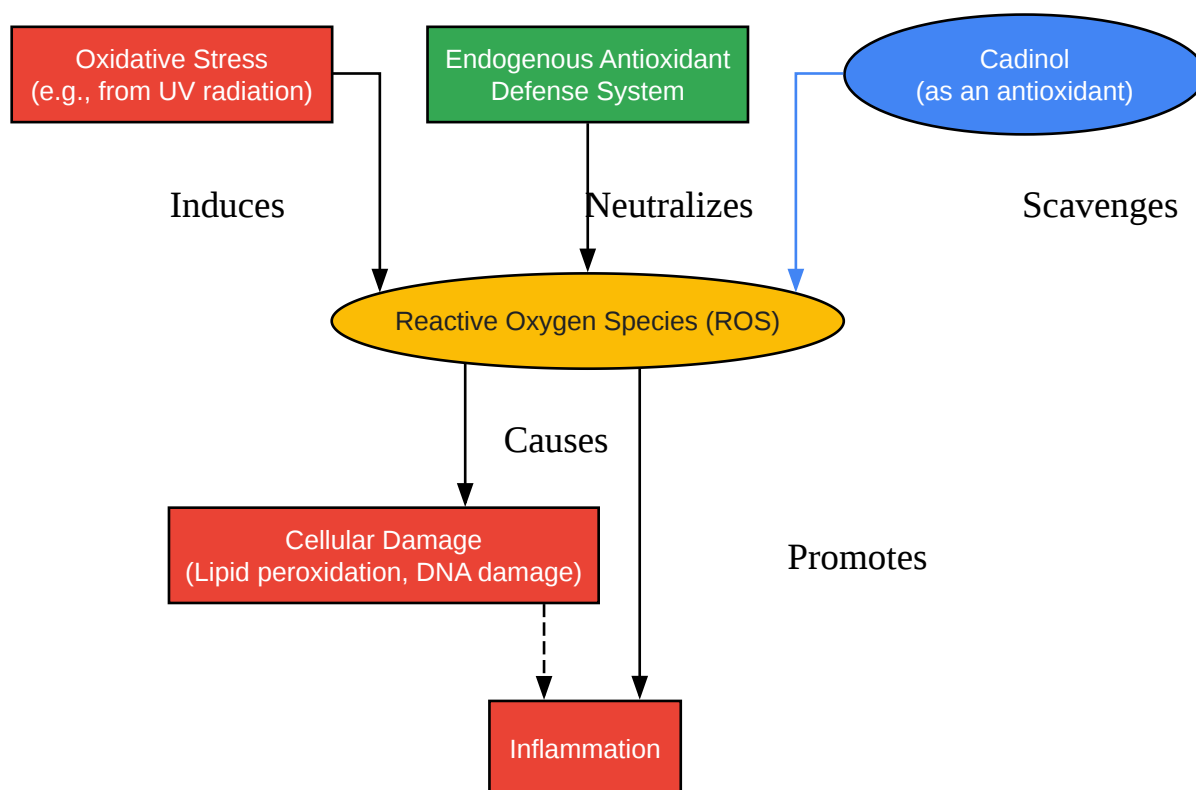 Oxidative Stress
(e.g., from UV radiation)
Endogenous Antioxidant
Defense System
Cadinol
(as an antioxidant)
Induces
Neutralizes
Scavenges
Reactive Oxygen Species (ROS)
Causes
Cellular Damage
(Lipid peroxidation, DNA damage)
Promotes
Inflammation